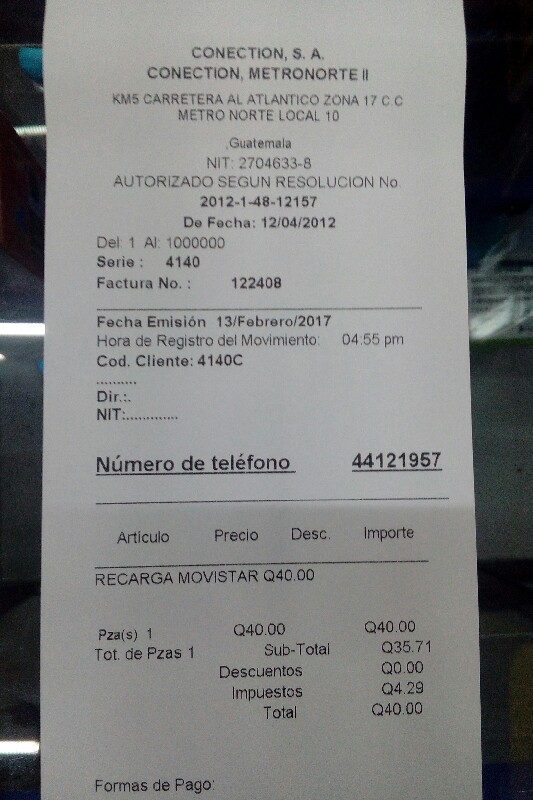 CONECTION, S. A.
CONECTION, METRONORTE II
KM5 CARRETERA AL ATLANTICO ZONA 17 C.C
METRO NORTE LOCAL 10
,Guatemala
NIT: 2704633-8
AUTORIZADO SEGUN RESOLUCION No.
2012-1-48-12157
De Fecha: 12/04/2012
Del: 1 Al: 1000000
Serie : 4140
Factura No. : 122408
Fecha Emisión 13/Febrero/2017
Hora de Registro del Movimiento: 04:55 pm
Cod. Cliente: 4140C
..........
Dir.:.
NIT:.............
Número de teléfono 44121957
Articulo Precio Desc. Importe
RECARGA MOVISTAR Q40.00
Pza(s) 1 Q40.00 Q40.00
Tot. de Pzas 1 Sub-Total Q35.71
Descuentos Q0.00
Impuestos Q4.29
Total Q40.00
Formas de Pago: